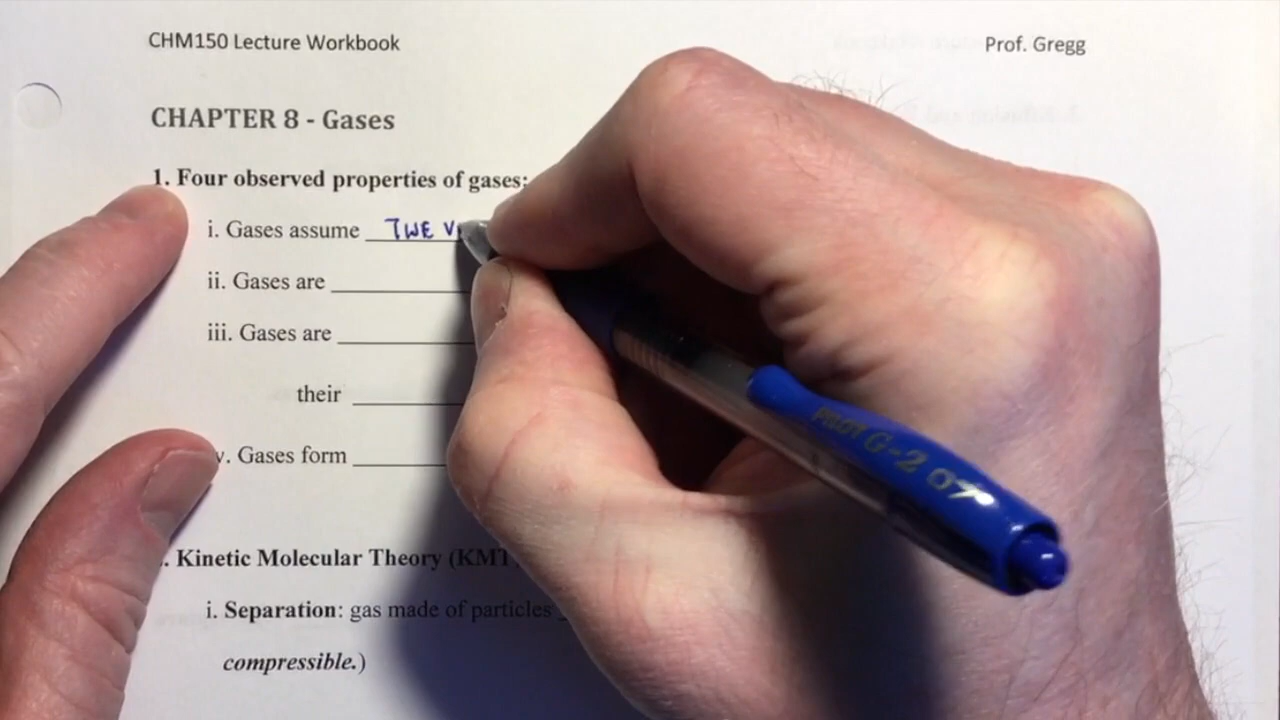 CHM150 Lecture Workbook Prof. Gregg
CHAPTER 8 - Gases
1. Four observed properties of gases:
i. Gases assume THE V
ii. Gases are
iii. Gases are
their
v. Gases form
. Kinetic Molecular Theory (KMT
i. Separation: gas made of particles
compressible.)
PILOT G-2 07